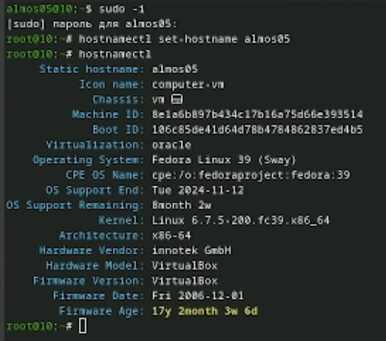 almos05@10:~$ sudo -i
[sudo] пароль для almos05:
root@10:~# hostnamectl set-hostname almos05
root@10:~# hostnamectl
Static hostname: almos05
Icon name: computer-vm
Chassis: vm
Machine ID: 8e1a6b897b434c17b16a75d66e393514
Boot ID: 106c85de41d64d78b4784862837ed4b5
Virtualization: oracle
Operating System: Fedora Linux 39 (Sway)
CPE OS Name: cpe:/o:fedoraproject:fedora:39
OS Support End: Tue 2024-11-12
OS Support Remaining: 8month 2w
Kernel: Linux 6.7.5-200.fc39.x86_64
Architecture: x86-64
Hardware Vendor: innotek GmbH
Hardware Model: VirtualBox
Firmware Version: VirtualBox
Firmware Date: Fri 2006-12-01
Firmware Age: 17y 2month 3w 6d
root@10:~#